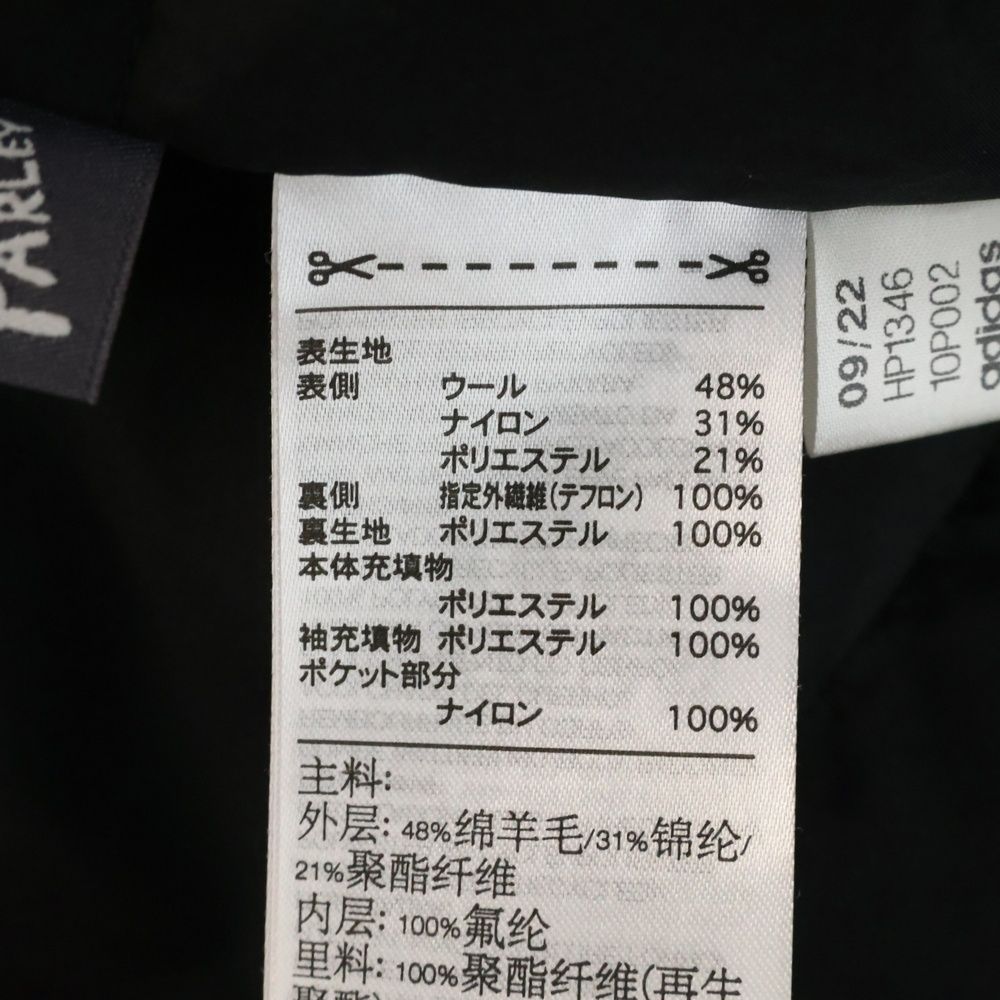 PARLEY
表生地
表側 ウール 48%
ナイロン 31%
ポリエステル 21%
裏側 指定外繊維(テフロン) 100%
裏生地 ポリエステル 100%
本体充填物
ポリエステル 100%
袖充填物 ポリエステル 100%
ポケット部分
ナイロン 100%
主料:
外层: 48%绵羊毛/31%锦纶/
21%聚酯纤维
内层: 100%氟纶
里料: 100%聚酯纤维(再生
聚酯)
09/22
HP1346
10P002
adidas